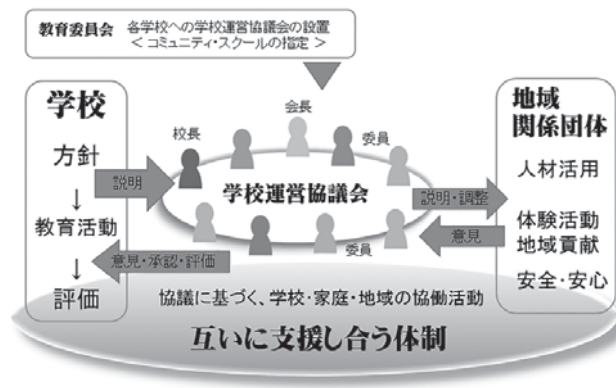 教育委員会 各学校への学校運営協議会の設置
＜コミュニティ・スクールの指定＞
学校
方針
↓
教育活動
↓
評価
説明
意見・承認・評価
会長
校長
委員
学校運営協議会
委員
説明・調整
意見
地域
関係団体
人材活用
体験活動
地域貢献
安全・安心
協議に基づく、学校・家庭・地域の協働活動
互いに支援し合う体制